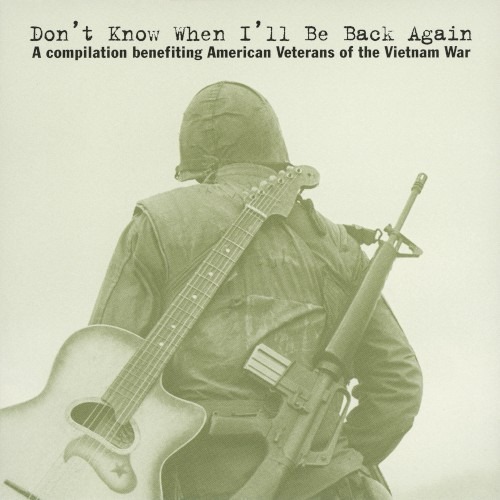 Don't Know When I'll Be Back Again
A compilation benefiting American Veterans of the Vietnam War